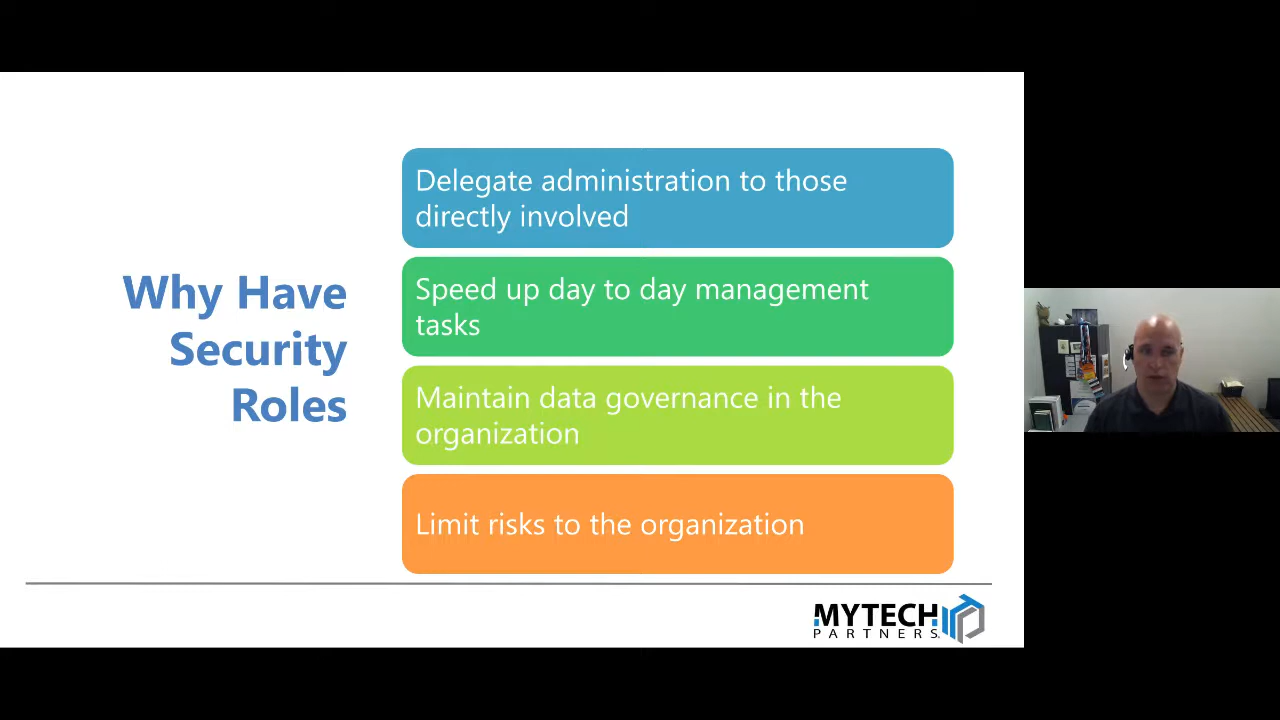 Why Have
Security
Roles
Delegate administration to those
directly involved
Speed up day to day management
tasks
Maintain data governance in the
organization
Limit risks to the organization
MYTECH
PARTNERS